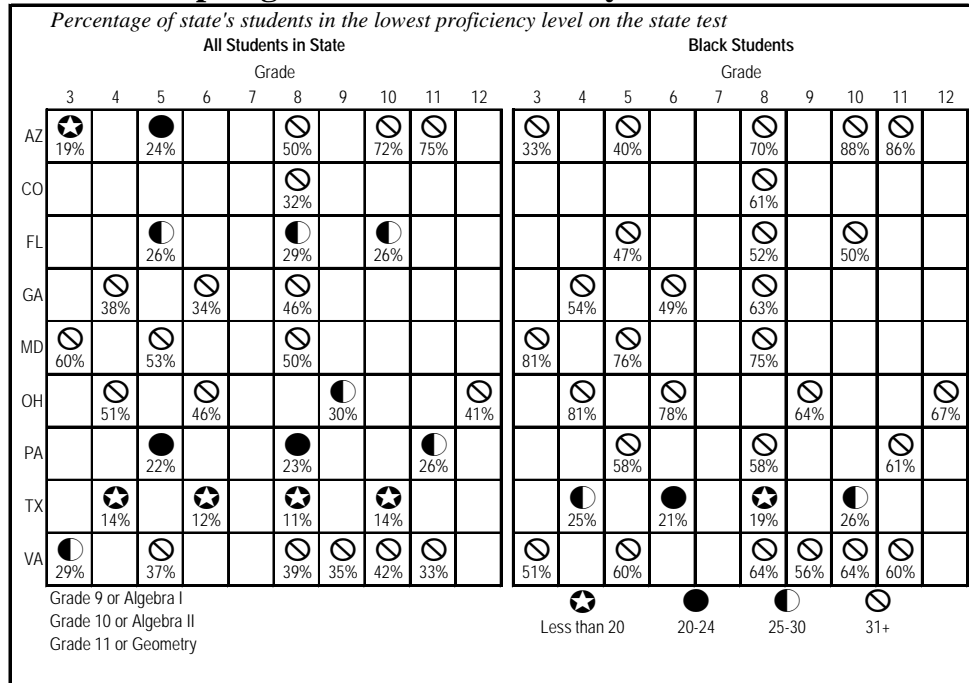 Percentage of state's students in the lowest proficiency level on the state test
All Students in State Black Students
Grade Grade
3 4 5 6 7 8 9 10 11 12 3 4 5 6 7 8 9 10 11 12
AZ
19% 24% 50% 72% 75% 33% 40% 70% 88% 86%
CO
32% 61%
FL
26% 29% 26% 47% 52% 50%
GA
38% 34% 46% 54% 49% 63%
MD
60% 53% 50% 81% 76% 75%
OH
51% 46% 30% 41% 81% 78% 64% 67%
PA
22% 23% 26% 58% 58% 61%
TX
14% 12% 11% 14% 25% 21% 19% 26%
VA
29% 37% 39% 35% 42% 33% 51% 60% 64% 56% 64% 60%
Grade 9 or Algebra I
Grade 10 or Algebra II
Grade 11 or Geometry
Less than 20 20-24 25-30 31+